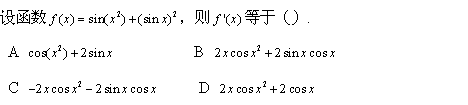 设函数 f(x) = sin(x²)+(sin x)²，则 f'(x)等于（）.
A cos(x²)+2sin x B 2x cos x²+2sin x cos x
C -2x cos x²-2sin x cos x D 2x cos x²+2cos x